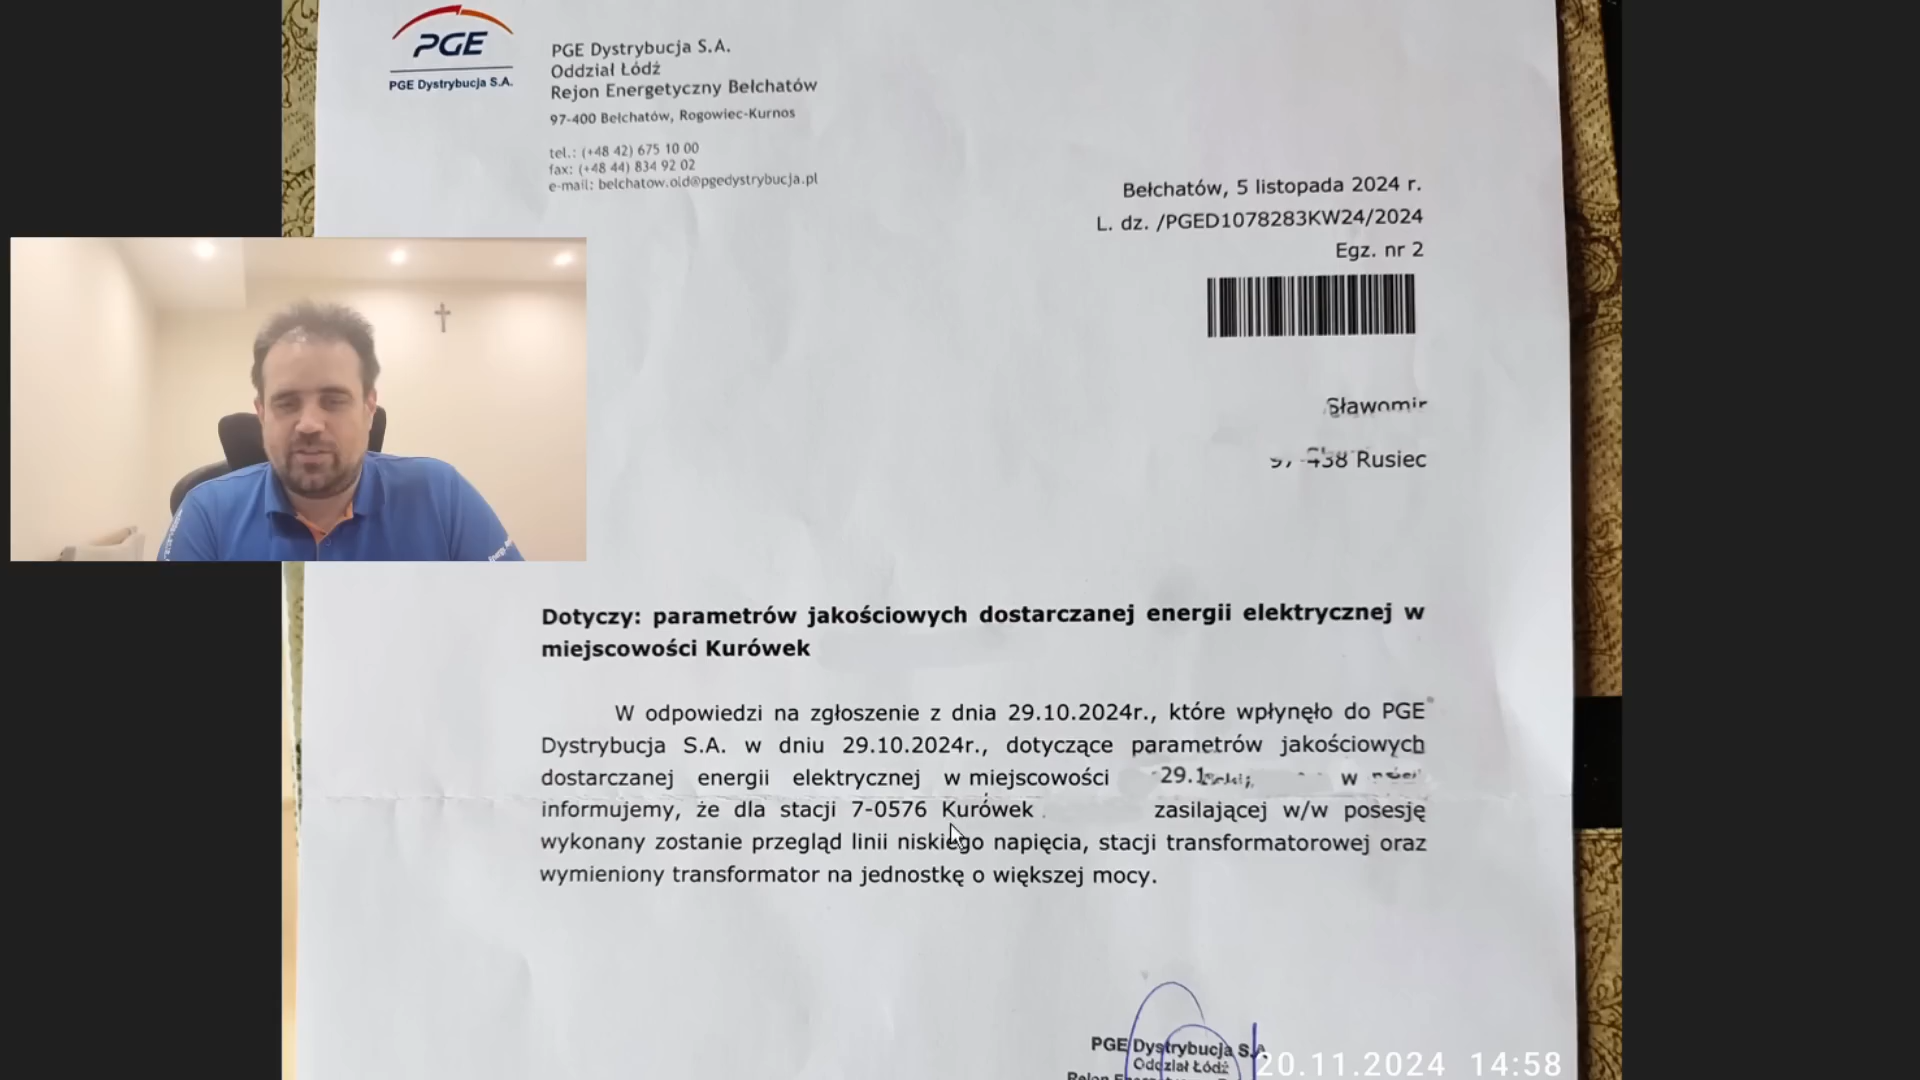 PGE
PGE Dystrybucja S.A.
PGE Dystrybucja S.A.
Oddział Łódź
Rejon Energetyczny Bełchatów
97-400 Bełchatów, Rogowiec-Kurnos
tel.: (+48 42) 675 10 00
fax: (+48 44) 834 92 02
e-mail: belchatow.old@pgedystrybucja.pl
Bełchatów, 5 listopada 2024 r.
L. dz. /PGED1078283KW24/2024
Egz. nr 2
Sławomir
Rusiec
Dotyczy: parametrów jakościowych dostarczanej energii elektrycznej w
miejscowości Kurówek
W odpowiedzi na zgłoszenie z dnia 29.10.2024r., które wpłynęło do PGE
Dystrybucja S.A. w dniu 29.10.2024r., dotyczące parametrów jakościowych
dostarczanej energii elektrycznej w miejscowości w
informujemy, że dla stacji 7-0576 Kurówek zasilającej w/w posesję
wykonany zostanie przegląd linii niskiego napięcia, stacji transformatorowej oraz
wymieniony transformator na jednostkę o większej mocy.
PGE Dystrybucja S.A.
Oddział Łódź
20.11.2024 14:58